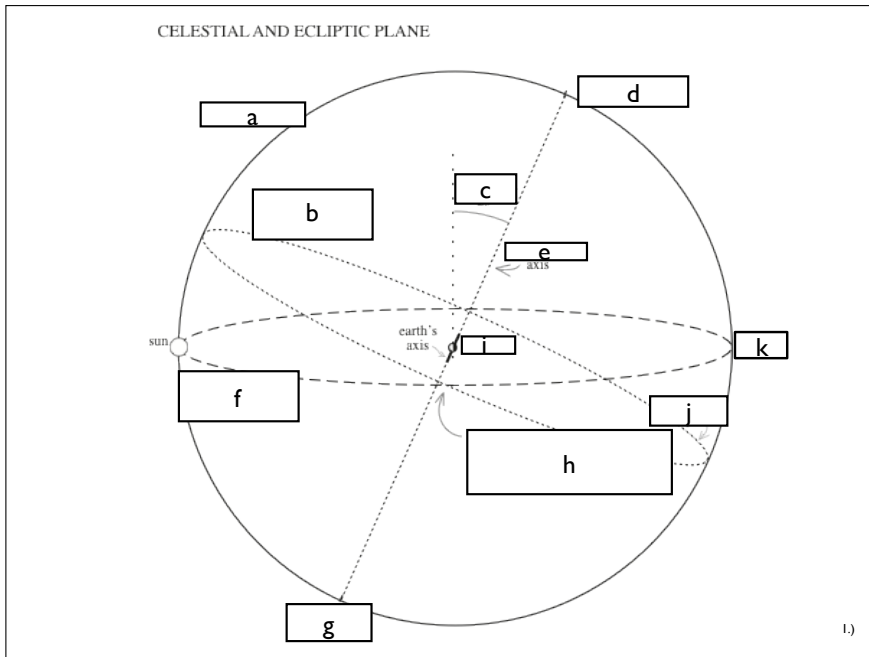 CELESTIAL AND ECLIPTIC PLANE
d
a
c
b
e
axis
sun
earth's
axis
i
k
f
j
h
g
1.)